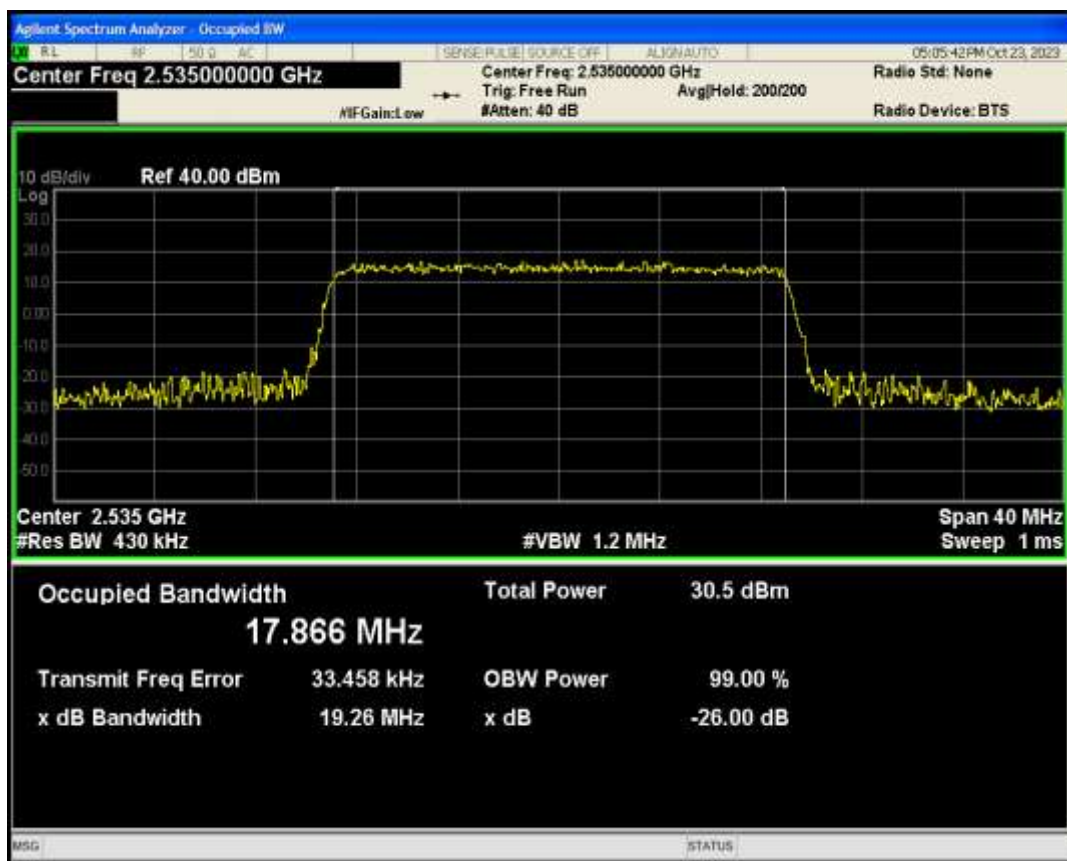 Agilent Spectrum Analyzer - Occupied BW
LXI RL RF 50 Ω AC SENSE:PULSE SOURCE OFF ALIGN AUTO 05:05:42 PM Oct 23, 2023
Center Freq 2.535000000 GHz Center Freq: 2.535000000 GHz Radio Std: None
Trig: Free Run Avg|Hold: 200/200
#IFGain:Low #Atten: 40 dB Radio Device: BTS
10 dB/div Ref 40.00 dBm
Log
30.0
20.0
10.0
0.00
-10.0
-20.0
-30.0
-40.0
-50.0
Center 2.535 GHz Span 40 MHz
#Res BW 430 kHz #VBW 1.2 MHz Sweep 1 ms
Occupied Bandwidth Total Power 30.5 dBm
17.866 MHz
Transmit Freq Error 33.458 kHz OBW Power 99.00 %
x dB Bandwidth 19.26 MHz x dB -26.00 dB
MSG STATUS